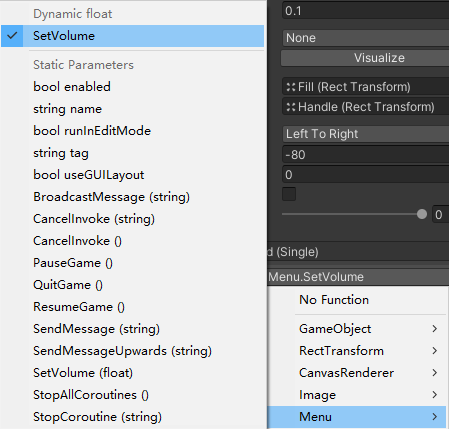 Dynamic float
SetVolume
Static Parameters
bool enabled
string name
bool runInEditMode
string tag
bool useGUILayout
BroadcastMessage (string)
CancelInvoke (string)
CancelInvoke ()
PauseGame ()
QuitGame ()
ResumeGame ()
SendMessage (string)
SendMessageUpwards (string)
SetVolume (float)
StopAllCoroutines ()
StopCoroutine (string)
0.1
None
Visualize
Fill (Rect Transform)
Handle (Rect Transform)
Left To Right
-80
0
0
d (Single)
Menu.SetVolume
No Function
GameObject
RectTransform
CanvasRenderer
Image
Menu